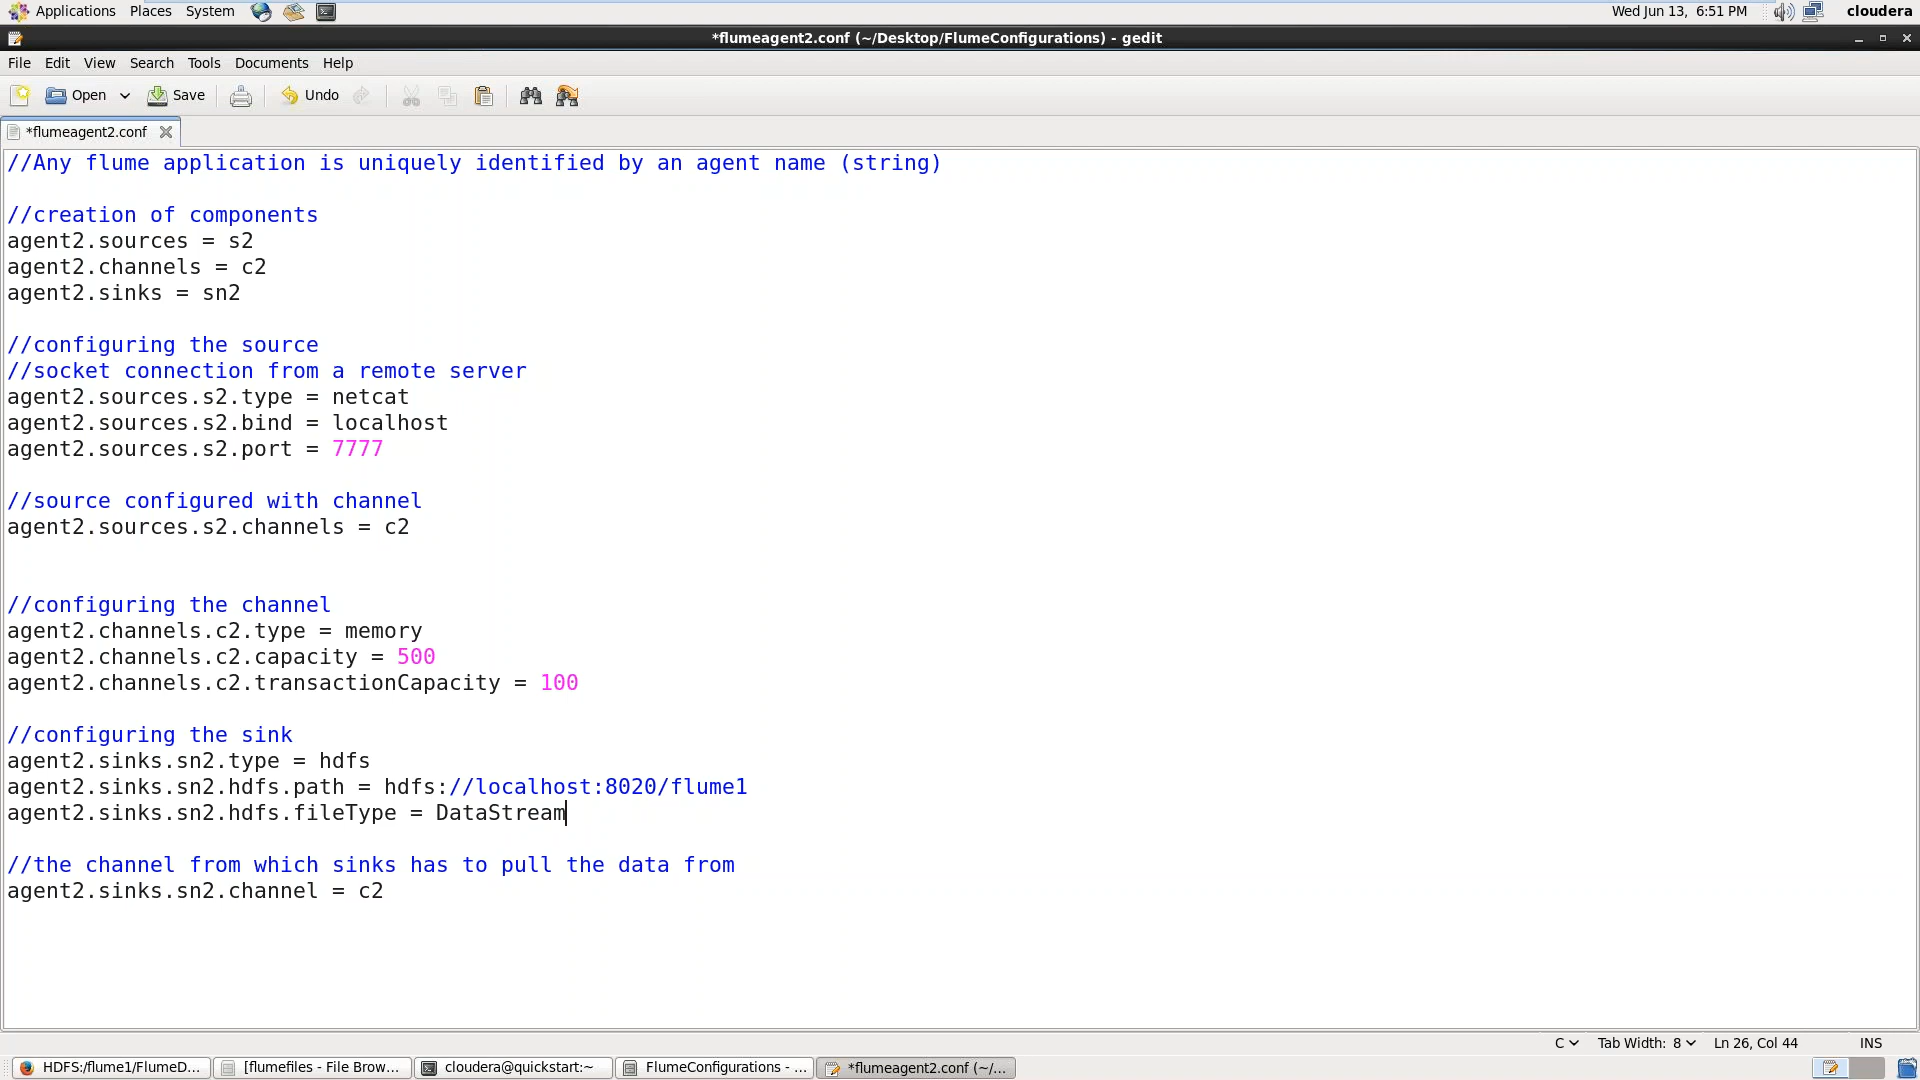 Applications Places System Wed Jun 13, 6:51 PM cloudera
*flumeagent2.conf (~/Desktop/FlumeConfigurations) - gedit
File Edit View Search Tools Documents Help
Open Save Undo
*flumeagent2.conf
//Any flume application is uniquely identified by an agent name (string)
//creation of components
agent2.sources = s2
agent2.channels = c2
agent2.sinks = sn2
//configuring the source
//socket connection from a remote server
agent2.sources.s2.type = netcat
agent2.sources.s2.bind = localhost
agent2.sources.s2.port = 7777
//source configured with channel
agent2.sources.s2.channels = c2
//configuring the channel
agent2.channels.c2.type = memory
agent2.channels.c2.capacity = 500
agent2.channels.c2.transactionCapacity = 100
//configuring the sink
agent2.sinks.sn2.type = hdfs
agent2.sinks.sn2.hdfs.path = hdfs://localhost:8020/flume1
agent2.sinks.sn2.hdfs.fileType = DataStream
//the channel from which sinks has to pull the data from
agent2.sinks.sn2.channel = c2
C Tab Width: 8 Ln 26, Col 44 INS
HDFS:/flume1/FlumeD... [flumefiles - File Brow... cloudera@quickstart:~ FlumeConfigurations - ... *flumeagent2.conf (~/...